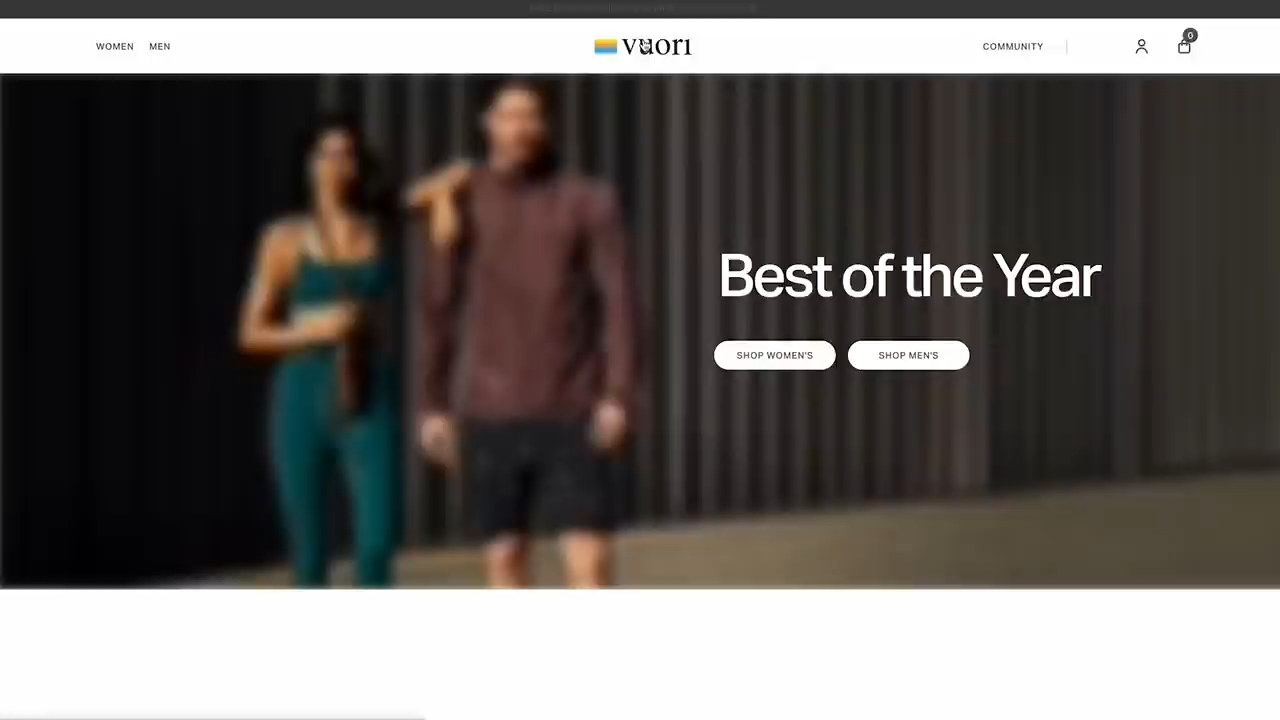 WOMEN MEN
vuori
COMMUNITY
0
Best of the Year
SHOP WOMEN'S SHOP MEN'S